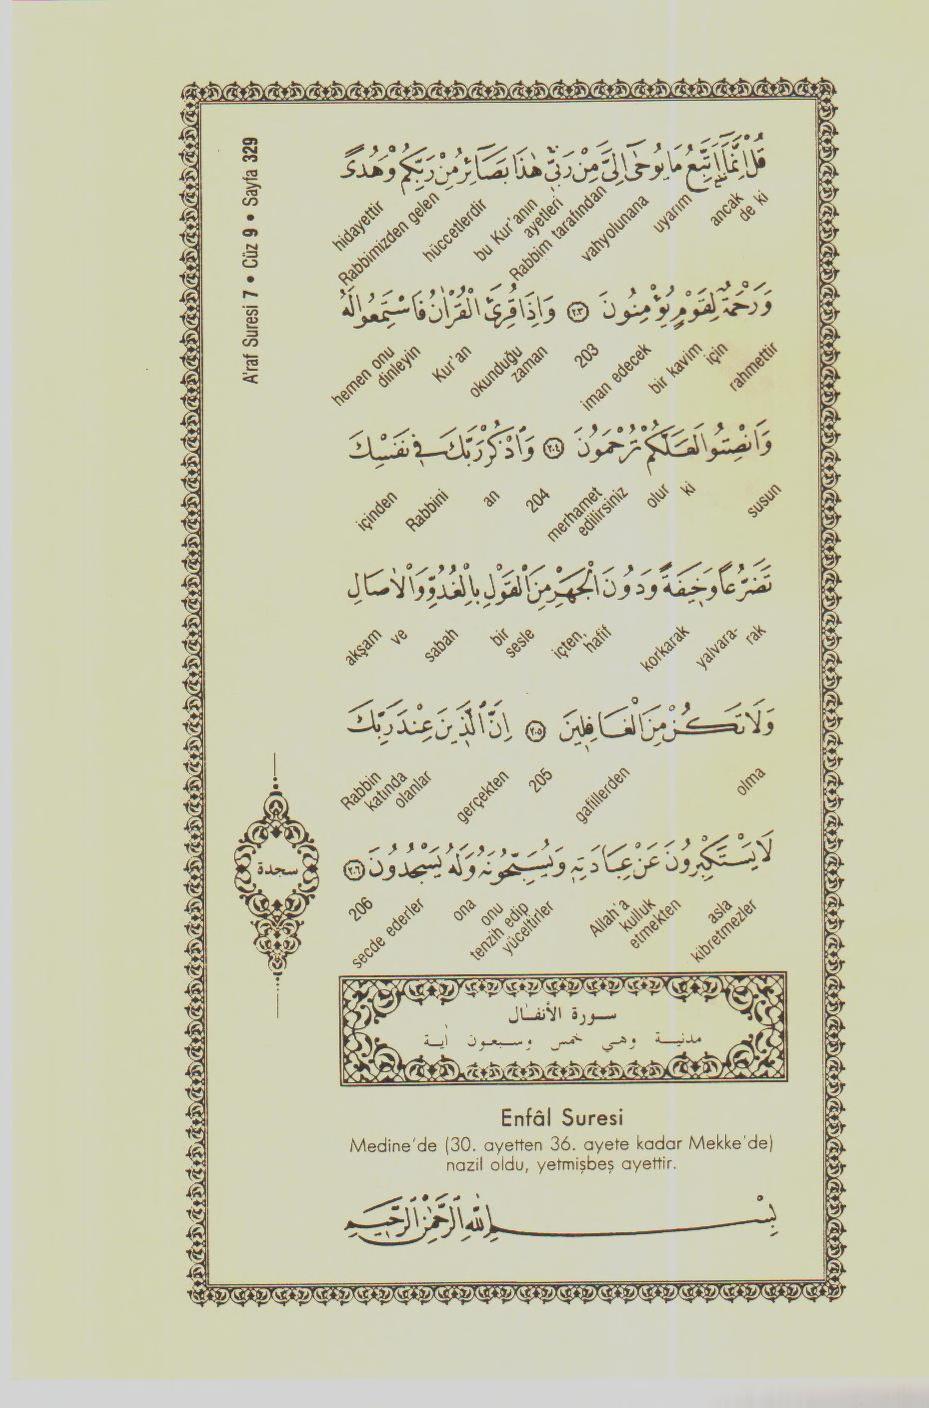 A'raf Suresi 7 • Cüz 9 • Sayfa 329
قُلْ اِنَّمَٓا اَتَّبِعُ مَا يُوحٰٓى اِلَيَّ مِنْ رَبّ۪يۚ هٰذَا بَصَٓائِرُ مِنْ رَبِّكُمْ وَهُدًى
de ki ancak uyarım vahyolunana Rabbim tarafından bu Kur'anın ayetleri hüccetlerdir Rabbimizden gelen hidayettir
وَرَحْمَةٌ لِقَوْمٍ يُؤْمِنُونَ ﴿٢٠٣﴾ وَاِذَا قُرِئَ الْقُرْاٰنُ فَاسْتَمِعُوا لَهُ
rahmettir için bir kavim iman edecek 203 okunduğu zaman Kur'an hemen onu dinleyin
وَاَنْصِتُوا لَعَلَّكُمْ تُرْحَمُونَ ﴿٢٠٤﴾ وَاذْكُرْ رَبَّكَ ف۪ي نَفْسِكَ
susun ki olur merhamet edilirsiniz 204 an Rabbini içinden
تَضَرُّعًا وَخ۪يفَةً وَدُونَ الْجَهْرِ مِنَ الْقَوْلِ بِالْغُدُوِّ وَالْاٰصَالِ
yalvara-rak korkarak içten, hafif bir sesle sabah ve akşam
وَلَا تَكُنْ مِنَ الْغَافِل۪ينَ ﴿٢٠٥﴾ اِنَّ الَّذ۪ينَ عِنْدَ رَبِّكَ
olma gafillerden 205 gerçekten Rabbin katında olanlar
لَا يَسْتَكْبِرُونَ عَنْ عِبَادَتِه۪ وَيُسَبِّحُونَهُ وَلَهُ يَسْجُدُونَ ﴿٢٠٦﴾
asla kibretmezler Allah'a kulluk etmekten onu tenzih edip yüceltirler ona secde ederler 206
سجدة
سورة الأنفال
مدنية وهي خمس وسبعون أية
Enfâl Suresi
Medine'de (30. ayetten 36. ayete kadar Mekke'de)
nazil oldu, yetmişbeş ayettir.
بِسْمِ اللّٰهِ الرَّحْمٰنِ الرَّح۪يمِ